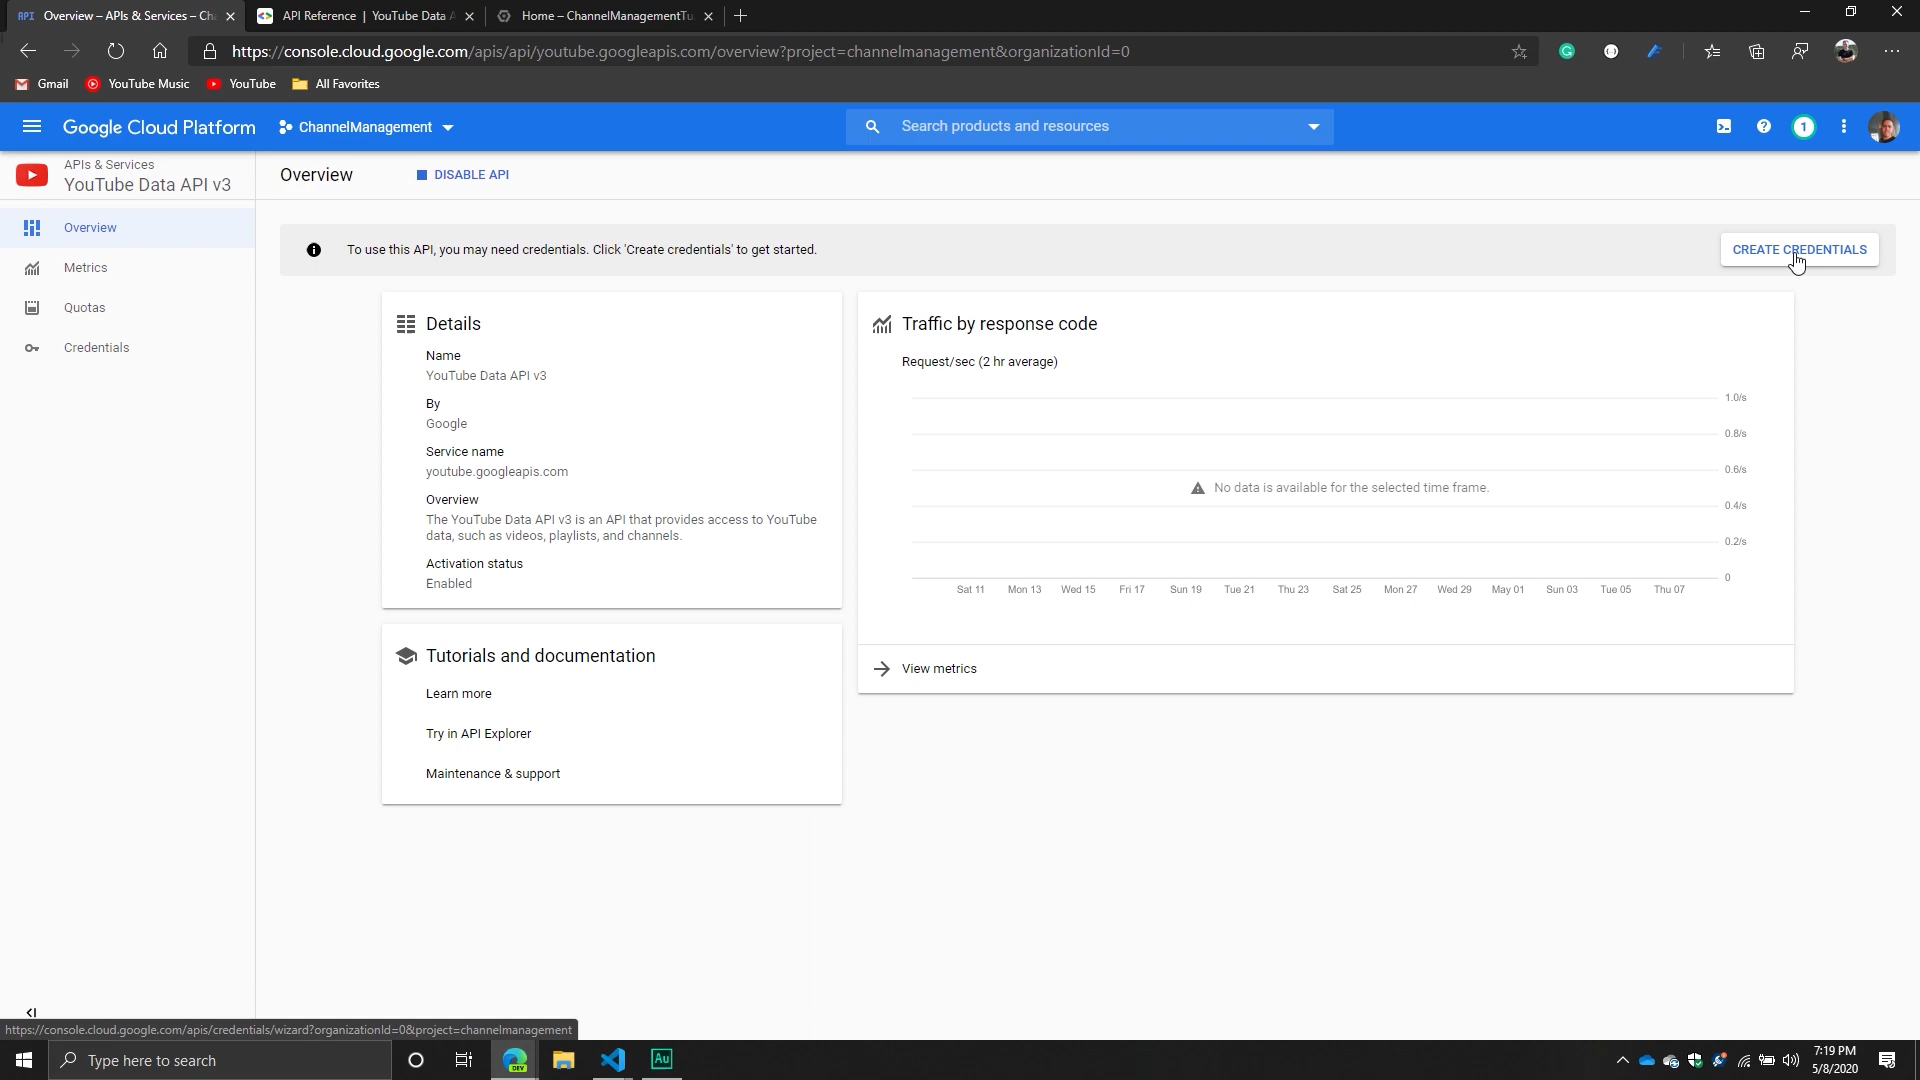 API Overview – APIs & Services – Ch
API Reference | YouTube Data A
Home – ChannelManagementTu
https://console.cloud.google.com/apis/api/youtube.googleapis.com/overview?project=channelmanagement&organizationId=0
Gmail
YouTube Music
YouTube
All Favorites
Google Cloud Platform
ChannelManagement
Search products and resources
1
APIs & Services
YouTube Data API v3
Overview
DISABLE API
Overview
Metrics
Quotas
Credentials
To use this API, you may need credentials. Click 'Create credentials' to get started.
CREATE CREDENTIALS
Details
Name
YouTube Data API v3
By
Google
Service name
youtube.googleapis.com
Overview
The YouTube Data API v3 is an API that provides access to YouTube
data, such as videos, playlists, and channels.
Activation status
Enabled
Tutorials and documentation
Learn more
Try in API Explorer
Maintenance & support
Traffic by response code
Request/sec (2 hr average)
1.0/s
0.8/s
0.6/s
No data is available for the selected time frame.
0.4/s
0.2/s
0
Sat 11 Mon 13 Wed 15 Fri 17 Sun 19 Tue 21 Thu 23 Sat 25 Mon 27 Wed 29 May 01 Sun 03 Tue 05 Thu 07
View metrics
https://console.cloud.google.com/apis/credentials/wizard?organizationId=0&project=channelmanagement
Type here to search
DEV
Au
7:19 PM
5/8/2020